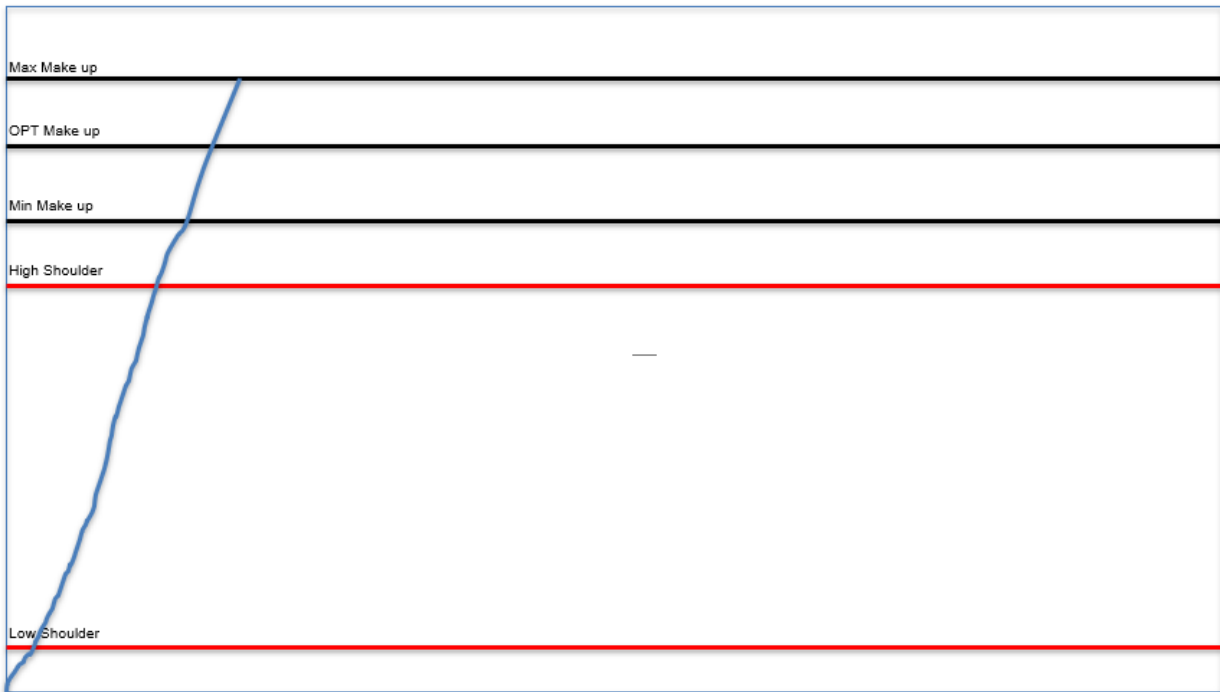 Max Make up
OPT Make up
Min Make up
High Shoulder
Low Shoulder